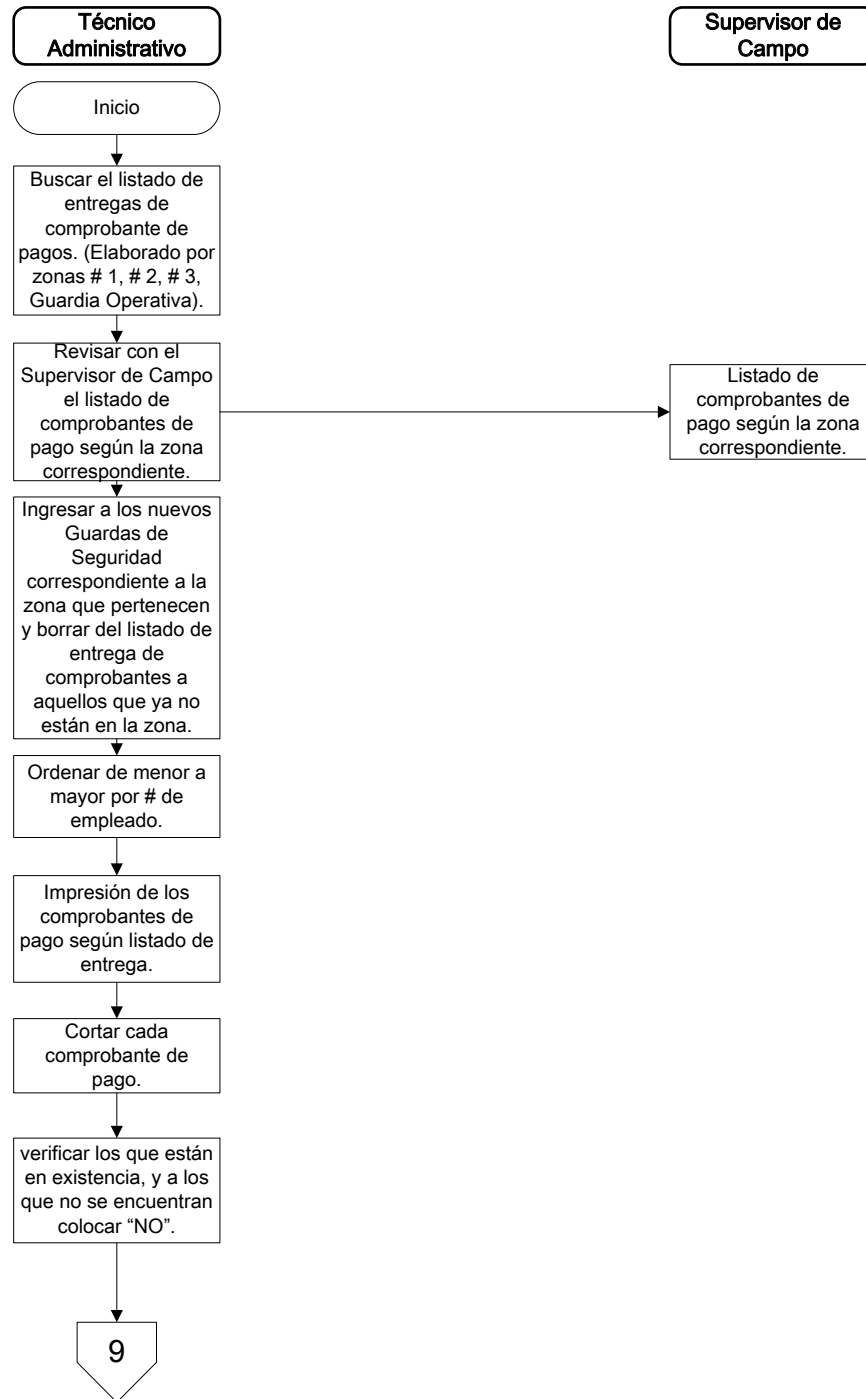 Técnico
Administrativo
Supervisor de
Campo
Inicio
Buscar el listado de
entregas de
comprobante de
pagos. (Elaborado por
zonas # 1, # 2, # 3,
Guardia Operativa).
Revisar con el
Supervisor de Campo
el listado de
comprobantes de
pago según la zona
correspondiente.
Listado de
comprobantes de
pago según la zona
correspondiente.
Ingresar a los nuevos
Guardas de
Seguridad
correspondiente a la
zona que pertenecen
y borrar del listado de
entrega de
comprobantes a
aquellos que ya no
están en la zona.
Ordenar de menor a
mayor por # de
empleado.
Impresión de los
comprobantes de
pago según listado de
entrega.
Cortar cada
comprobante de
pago.
verificar los que están
en existencia, y a los
que no se encuentran
colocar “NO”.
9